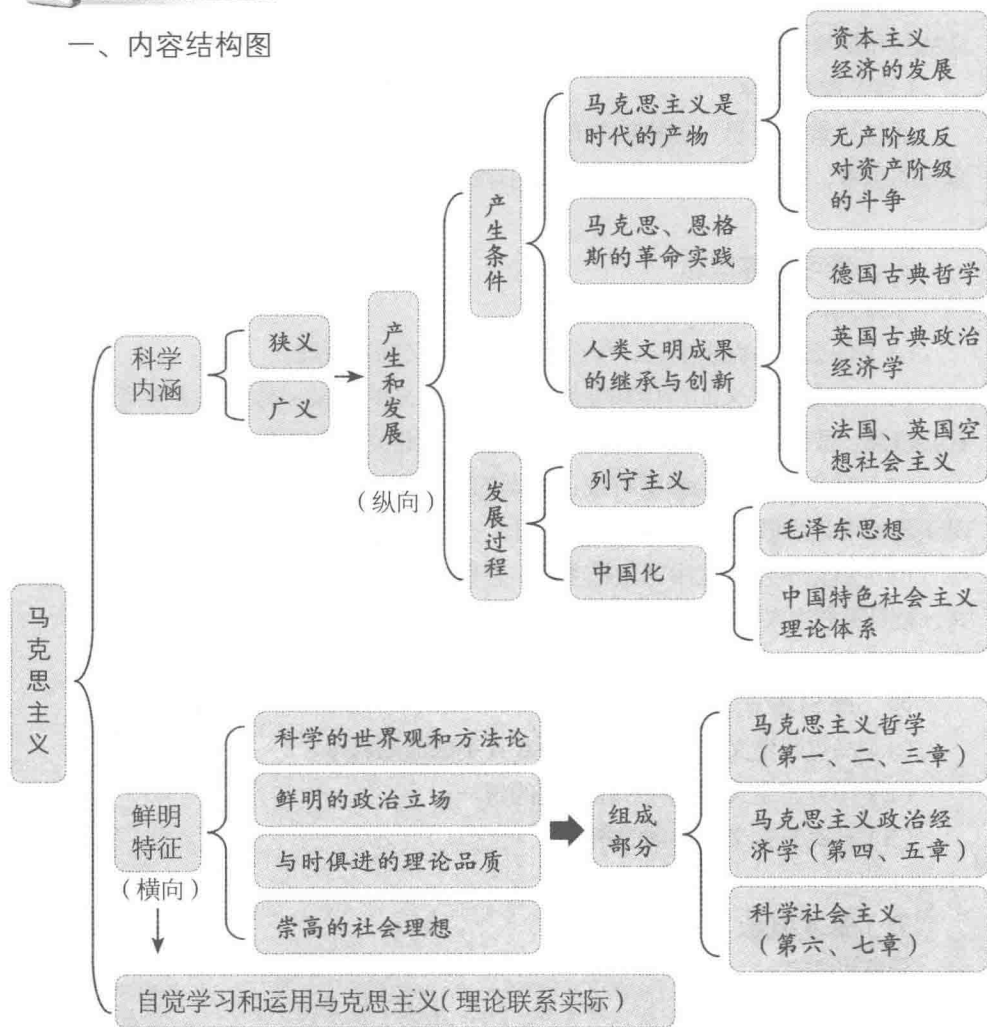 一、内容结构图
马克思主义
科学
内涵
狭义
广义
产生和发展
（纵向）
产生条件
马克思主义是
时代的产物
资本主义
经济的发展
无产阶级反
对资产阶级
的斗争
马克思、恩格
斯的革命实践
人类文明成果
的继承与创新
德国古典哲学
英国古典政治
经济学
法国、英国空
想社会主义
发展过程
列宁主义
中国化
毛泽东思想
中国特色社会主义
理论体系
鲜明
特征
（横向）
科学的世界观和方法论
鲜明的政治立场
与时俱进的理论品质
崇高的社会理想
组成
部分
马克思主义哲学
（第一、二、三章）
马克思主义政治经
济学（第四、五章）
科学社会主义
（第六、七章）
自觉学习和运用马克思主义（理论联系实际）